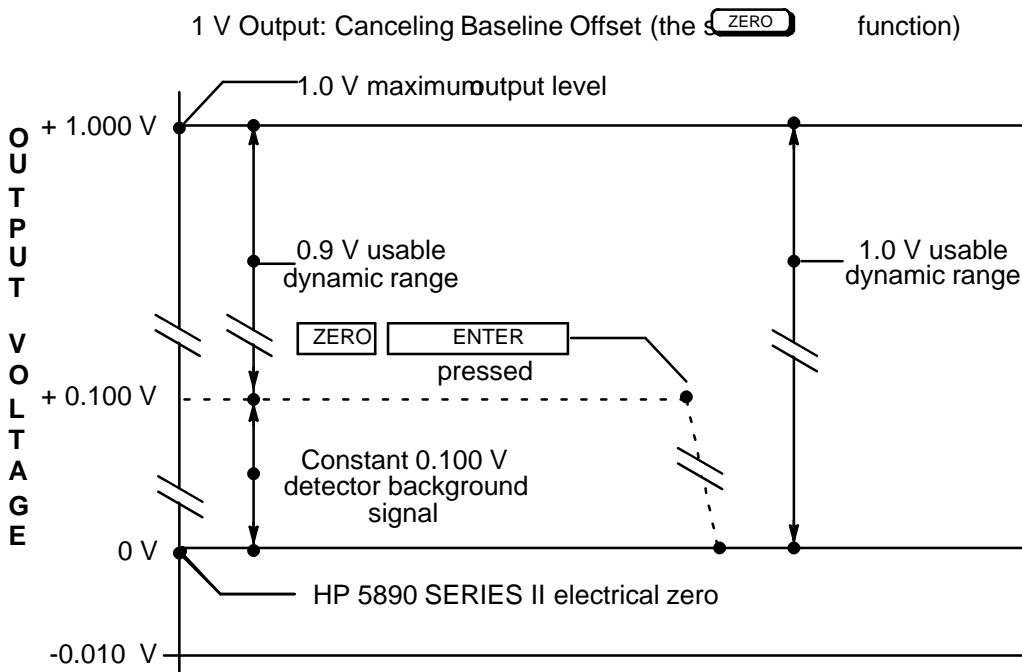 1 V Output: Canceling Baseline Offset (the s ZERO function)
1.0 V maximum output level
+ 1.000 V
OUTPUT VOLTAGE
0.9 V usable
dynamic range
1.0 V usable
dynamic range
ZERO ENTER
pressed
+ 0.100 V
Constant 0.100 V
detector background
signal
0 V
HP 5890 SERIES II electrical zero
-0.010 V